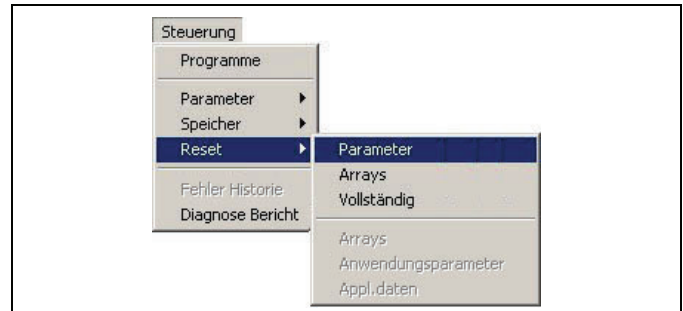 Steuerung
Programme
Parameter
Speicher
Reset
Fehler Historie
Diagnose Bericht
Parameter
Arrays
Vollständig
Arrays
Anwendungsparameter
Appl.daten